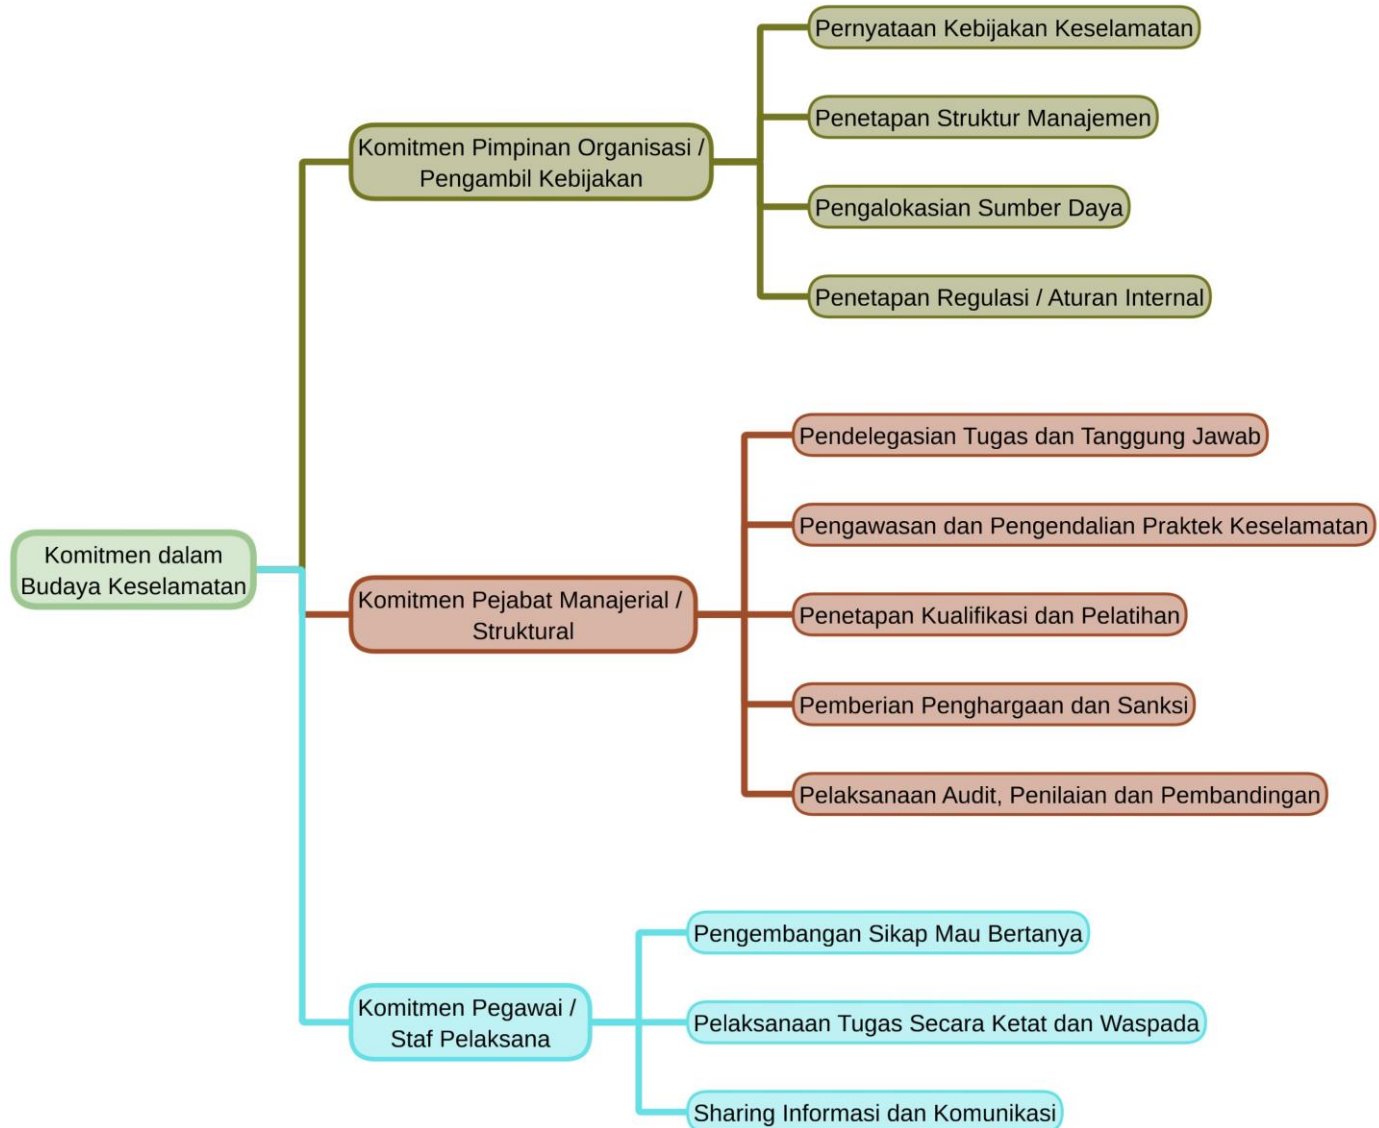 Komitmen dalam
Budaya Keselamatan
Komitmen Pimpinan Organisasi /
Pengambil Kebijakan
Pernyataan Kebijakan Keselamatan
Penetapan Struktur Manajemen
Pengalokasian Sumber Daya
Penetapan Regulasi / Aturan Internal
Komitmen Pejabat Manajerial /
Struktural
Pendelegasian Tugas dan Tanggung Jawab
Pengawasan dan Pengendalian Praktek Keselamatan
Penetapan Kualifikasi dan Pelatihan
Pemberian Penghargaan dan Sanksi
Pelaksanaan Audit, Penilaian dan Pembandingan
Komitmen Pegawai /
Staf Pelaksana
Pengembangan Sikap Mau Bertanya
Pelaksanaan Tugas Secara Ketat dan Waspada
Sharing Informasi dan Komunikasi